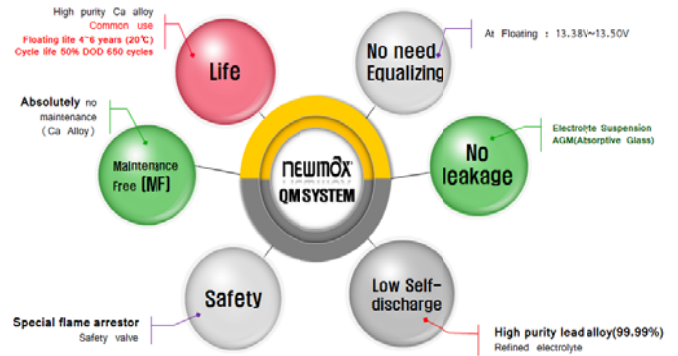 High purity Ca alloy
Common use
Floating life 4~6 years (20℃)
Cycle life 50% DOD 650 cycles
Life
No need
Equalizing
At Floating : 13.38V~13.50V
Absolutely no
maintenance
(Ca Alloy)
Maintenance
Free (MF)
newmax
QM SYSTEM
No
leakage
Electrolyte Suspension
AGM(Absorptive Glass)
Safety
Special flame arrestor
Safety valve
Low Self-
discharge
High purity lead alloy(99.99%)
Refined electrolyte